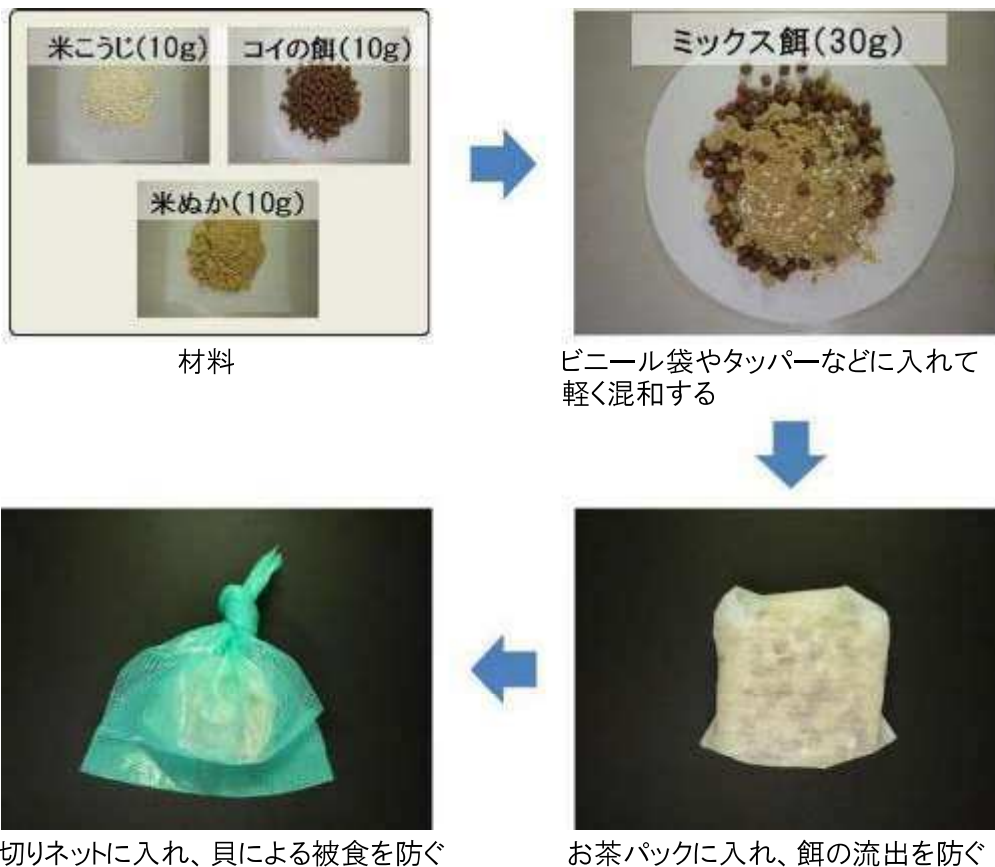 米こうじ(10g)
コイの餌(10g)
米ぬか(10g)
材料
ミックス餌(30g)
ビニール袋やタッパーなどに入れて
軽く混和する
お茶パックに入れ、餌の流出を防ぐ
切りネットに入れ、貝による被食を防ぐ